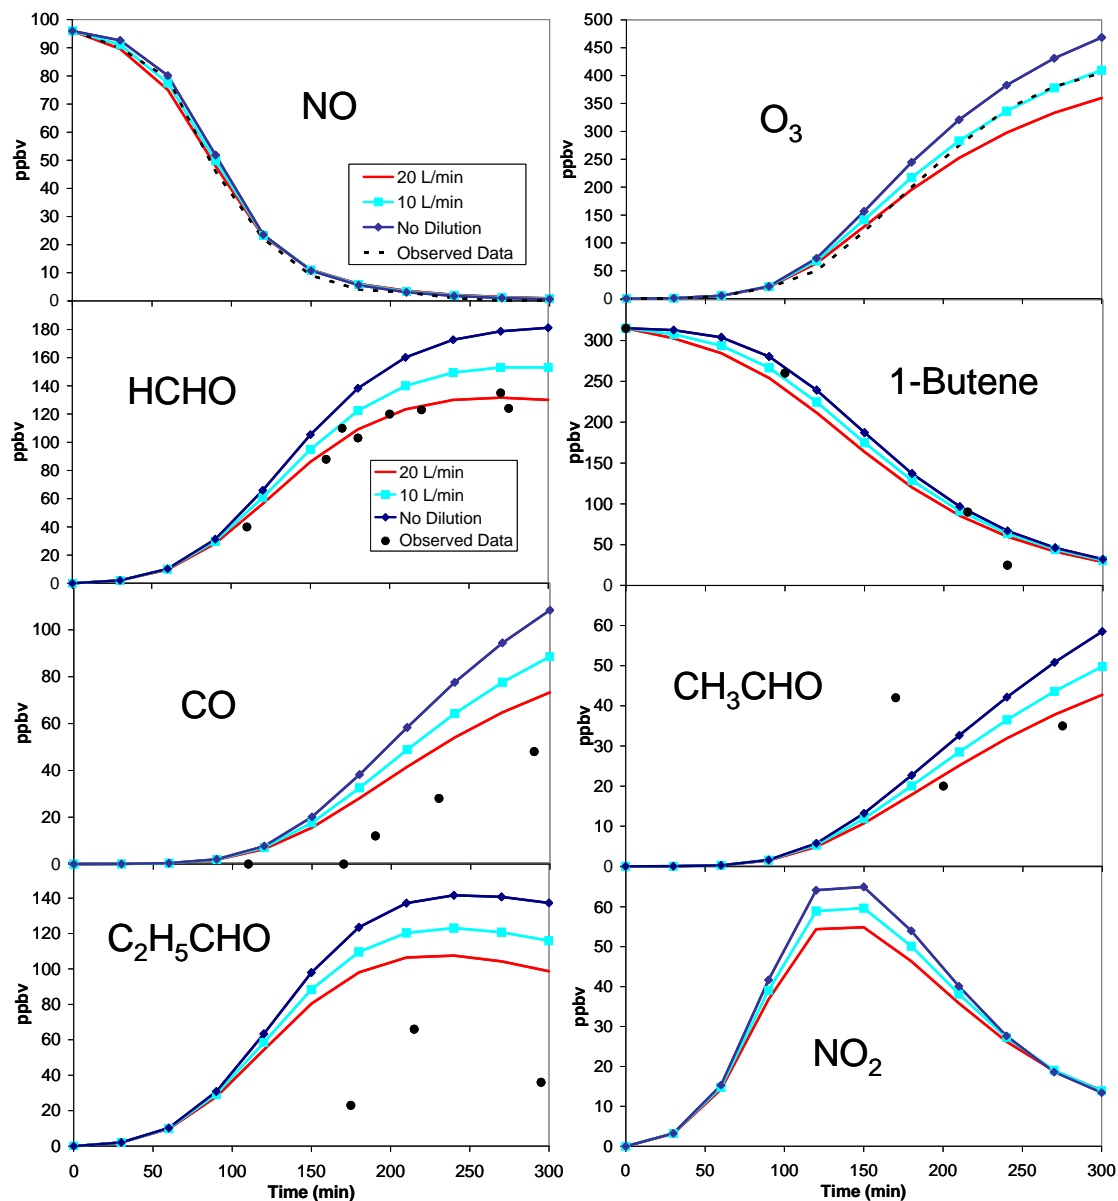 100
90
80
70
60
50
40
30
20
10
0
ppbv
NO
20 L/min
10 L/min
No Dilution
Observed Data
500
450
400
350
300
250
200
150
100
50
0
ppbv
O3
180
160
140
120
100
80
60
40
20
0
ppbv
HCHO
20 L/min
10 L/min
No Dilution
Observed Data
300
250
200
150
100
50
0
ppbv
1-Butene
100
80
60
40
20
0
ppbv
CO
60
50
40
30
20
10
0
ppbv
CH3CHO
140
120
100
80
60
40
20
0
ppbv
C2H5CHO
0 50 100 150 200 250 300
Time (min)
60
50
40
30
20
10
0
ppbv
NO2
0 50 100 150 200 250 300
Time (min)